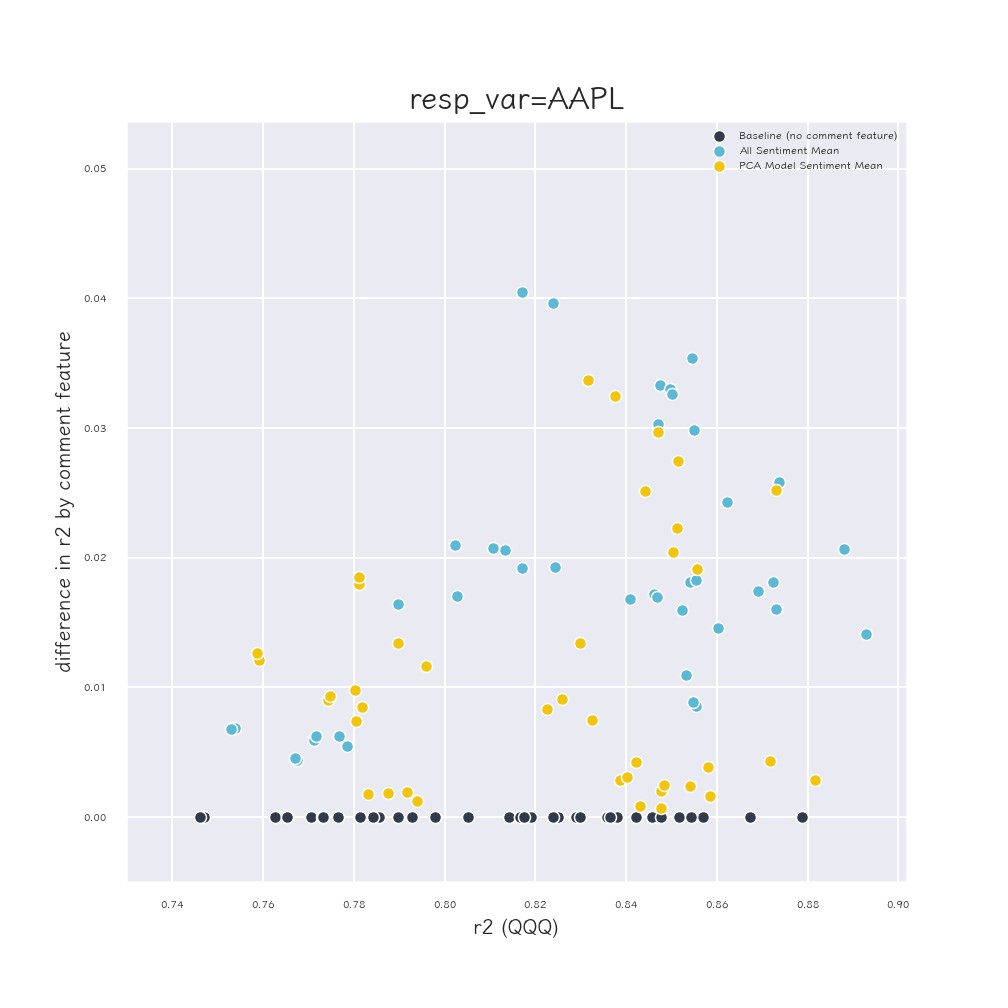 resp_var=AAPL
Baseline (no comment feature)
All Sentiment Mean
PCA Model Sentiment Mean
difference in r2 by comment feature
0.05
0.04
0.03
0.02
0.01
0.00
0.74 0.76 0.78 0.80 0.82 0.84 0.86 0.88 0.90
r2 (QQQ)